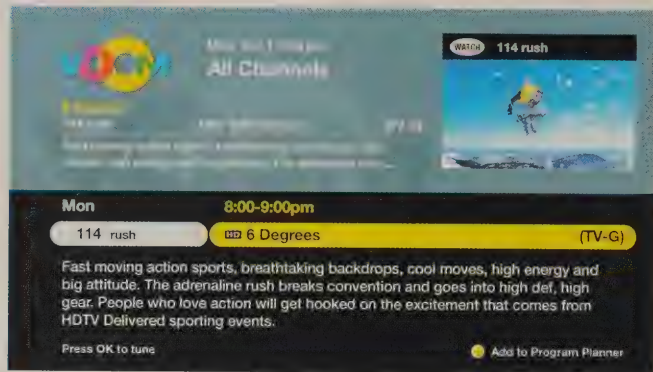 VOOM
All Channels
WATCH 114 rush
Mon 8:00-9:00pm
114 rush HD 6 Degrees (TV-G)
Fast moving action sports, breathtaking backdrops, cool moves, high energy and
big attitude. The adrenaline rush breaks convention and goes into high def, high
gear. People who love action will get hooked on the excitement that comes from
HDTV Delivered sporting events.
Press OK to tune Add to Program Planner